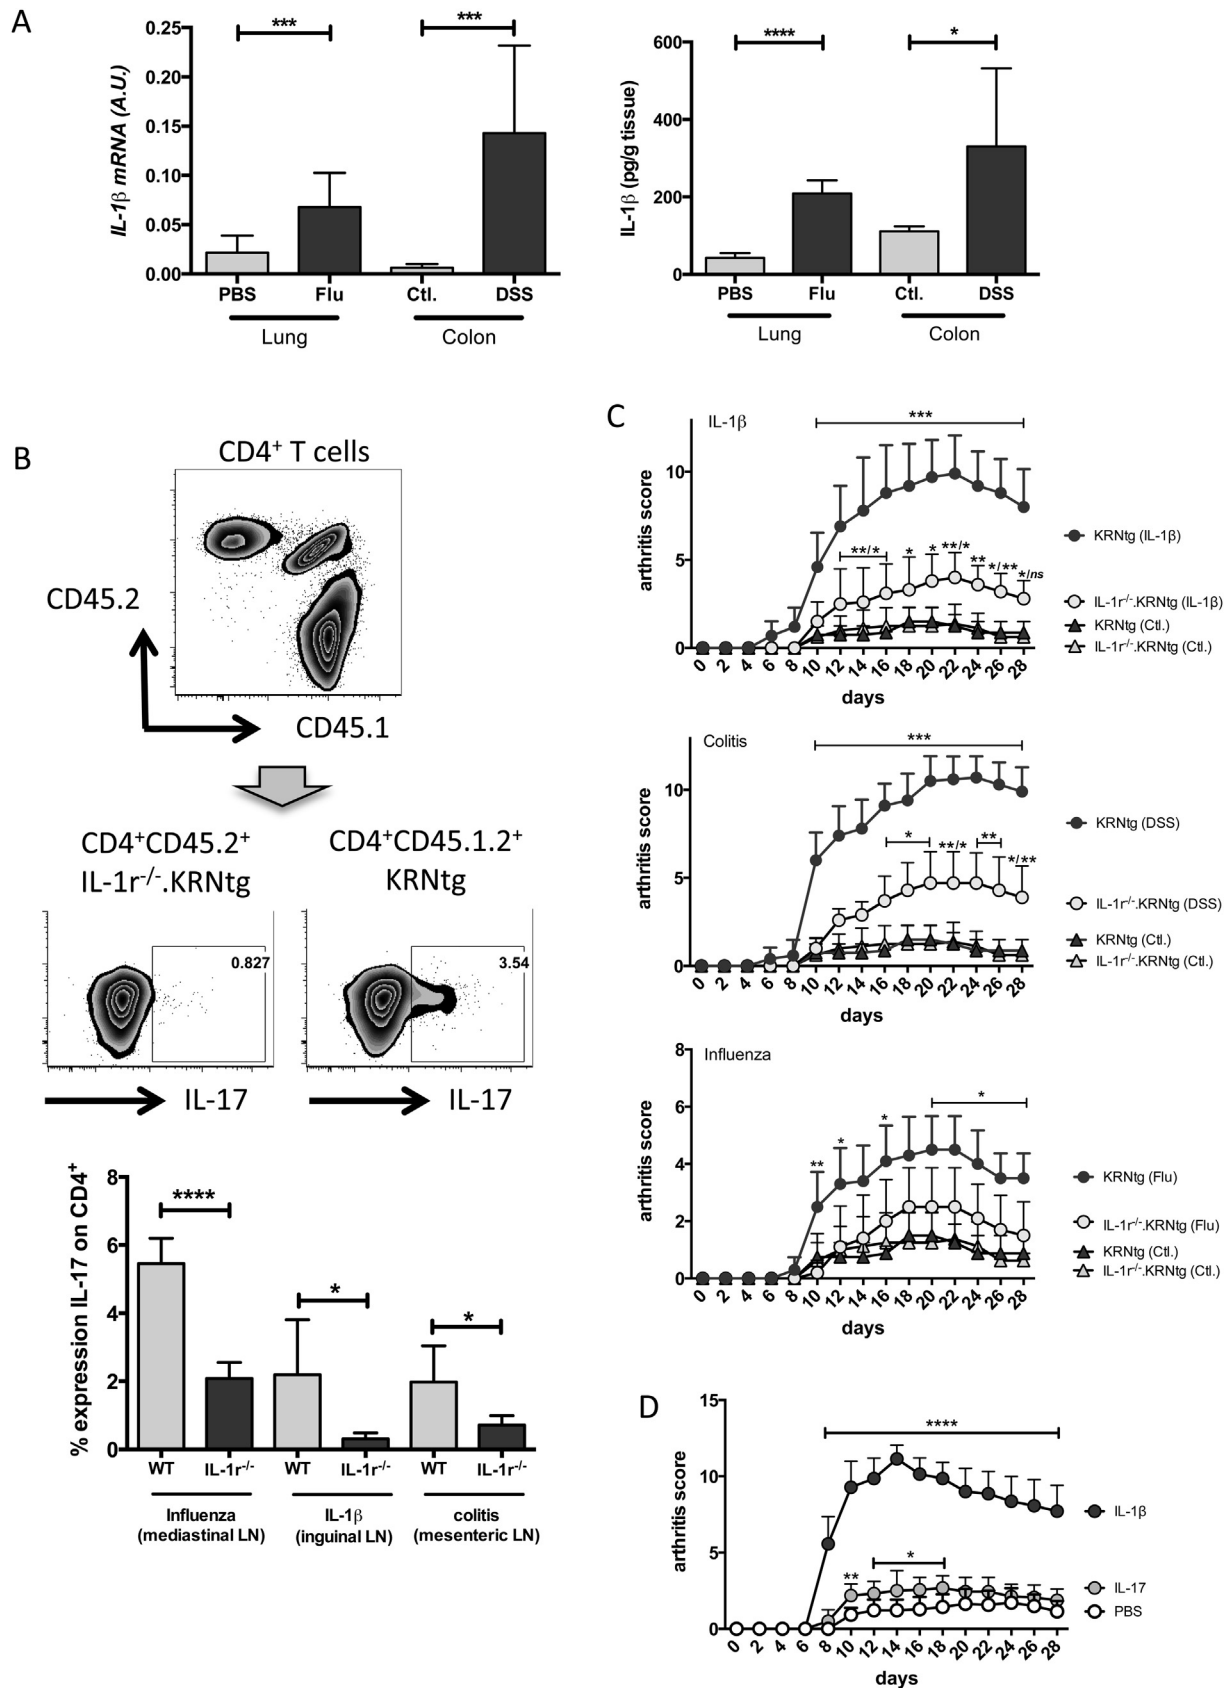 A
IL-1β mRNA (A.U.)
0.25
0.20
0.15
0.10
0.05
0.00
***
***
PBS
Flu
Ctl.
DSS
Lung
Colon
IL-1β (pg/g tissue)
600
400
200
0
****
*
PBS
Flu
Ctl.
DSS
Lung
Colon
B
CD4+ T cells
CD45.2
CD45.1
CD4+CD45.2+
IL-1r-/-.KRNtg
CD4+CD45.1.2+
KRNtg
0.827
3.54
IL-17
IL-17
% expression IL-17 on CD4+
8
6
4
2
0
****
*
*
WT
IL-1r-/-
WT
IL-1r-/-
WT
IL-1r-/-
Influenza
(mediastinal LN)
IL-1β
(inguinal LN)
colitis
(mesenteric LN)
C
IL-1β
***
arthritis score
10
5
0
**/*
*
*
**/*
**
*/**
*/ns
0 2 4 6 8 10 12 14 16 18 20 22 24 26 28
days
KRNtg (IL-1β)
IL-1r-/-.KRNtg (IL-1β)
KRNtg (Ctl.)
IL-1r-/-.KRNtg (Ctl.)
Colitis
***
arthritis score
10
5
0
*
**/*
**
*/**
0 2 4 6 8 10 12 14 16 18 20 22 24 26 28
days
KRNtg (DSS)
IL-1r-/-.KRNtg (DSS)
KRNtg (Ctl.)
IL-1r-/-.KRNtg (Ctl.)
Influenza
arthritis score
8
6
4
2
0
**
*
*
*
0 2 4 6 8 10 12 14 16 18 20 22 24 26 28
days
KRNtg (Flu)
IL-1r-/-.KRNtg (Flu)
KRNtg (Ctl.)
IL-1r-/-.KRNtg (Ctl.)
D
arthritis score
15
10
5
0
****
**
*
0 2 4 6 8 10 12 14 16 18 20 22 24 26 28
days
IL-1β
IL-17
PBS